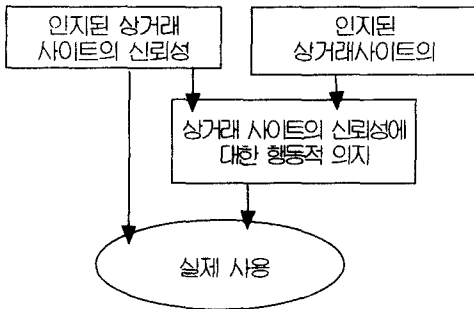 인지된 상거래
사이트의 신뢰성
인지된
상거래사이트의
상거래 사이트의 신뢰성에
대한 행동적 의지
실제 사용